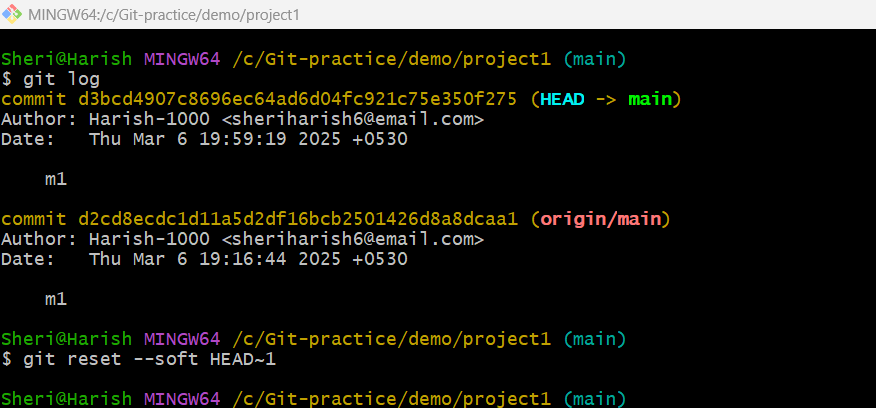 MINGW64:/c/Git-practice/demo/project1
Sheri@Harish MINGW64 /c/Git-practice/demo/project1 (main)
$ git log
commit d3bcd4907c8696ec64ad6d04fc921c75e350f275 (HEAD -> main)
Author: Harish-1000 <sheriharish6@email.com>
Date:   Thu Mar 6 19:59:19 2025 +0530
    m1
commit d2cd8ecdc1d11a5d2df16bcb2501426d8a8dcaa1 (origin/main)
Author: Harish-1000 <sheriharish6@email.com>
Date:   Thu Mar 6 19:16:44 2025 +0530
    m1
Sheri@Harish MINGW64 /c/Git-practice/demo/project1 (main)
$ git reset --soft HEAD~1
Sheri@Harish MINGW64 /c/Git-practice/demo/project1 (main)